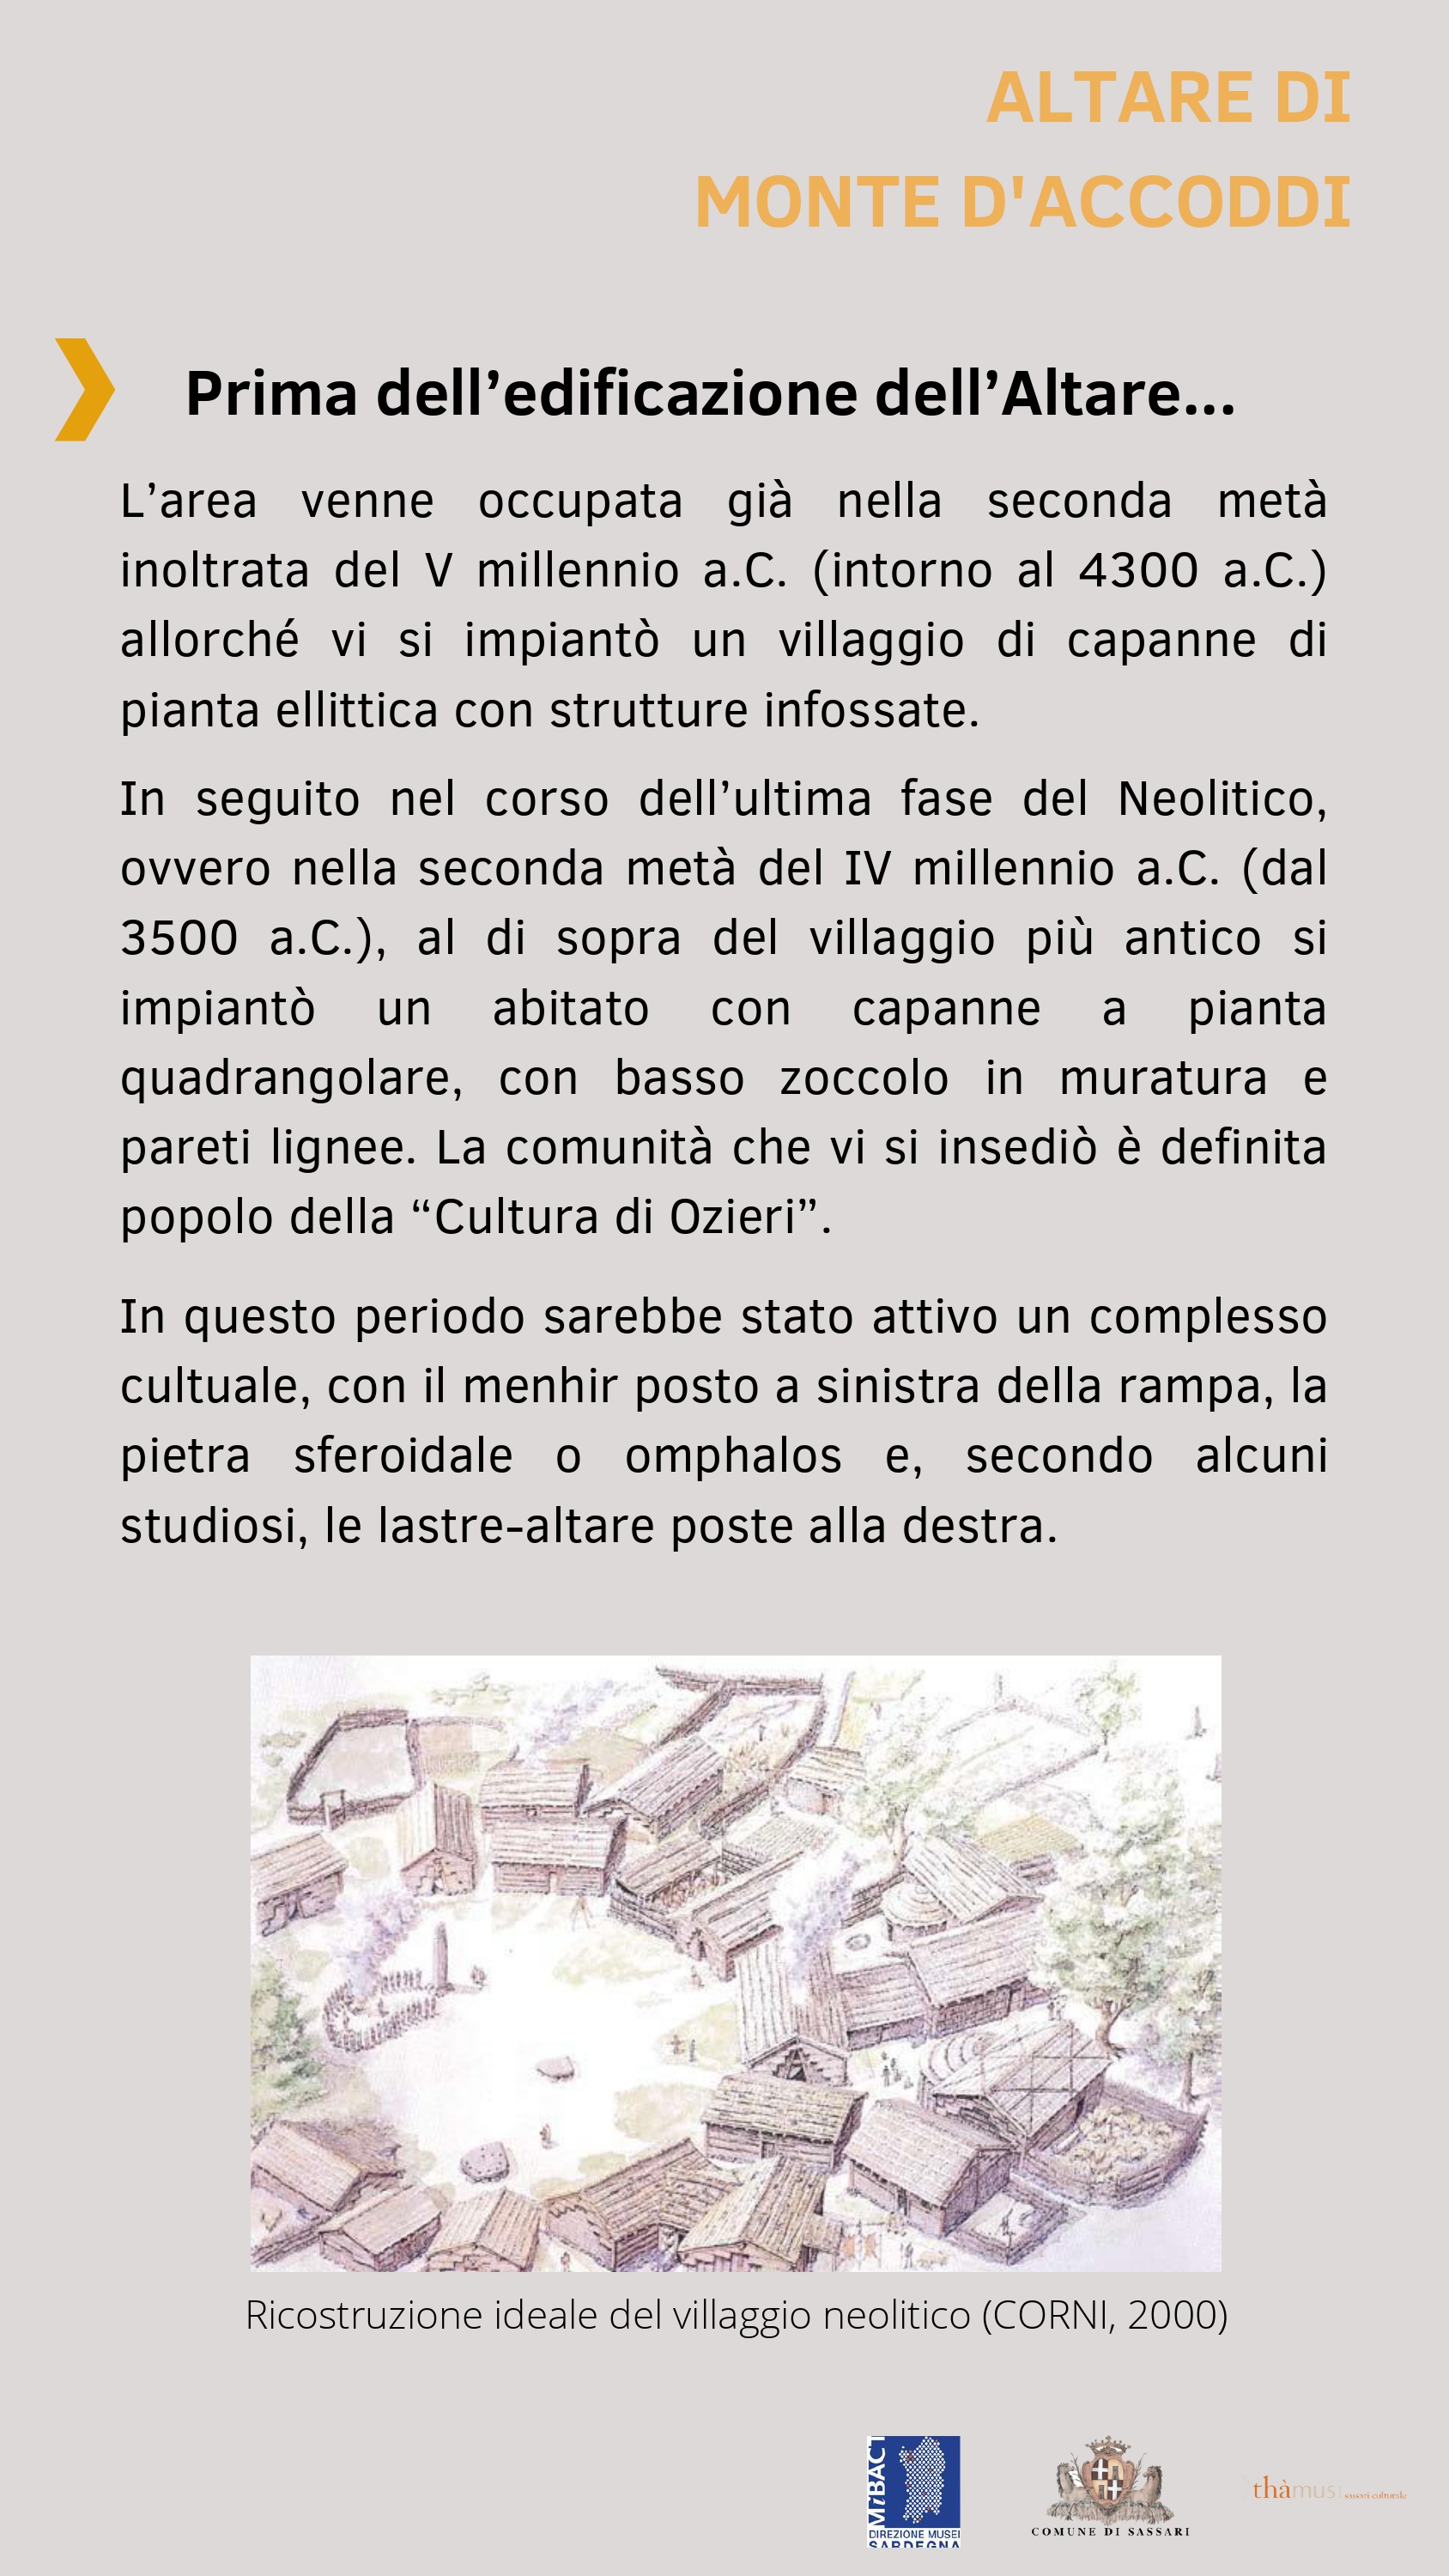 ALTARE DI
MONTE D'ACCODDI
Prima dell’edificazione dell’Altare...
L’area venne occupata già nella seconda metà
inoltrata del V millennio a.C. (intorno al 4300 a.C.)
allorché vi si impiantò un villaggio di capanne di
pianta ellittica con strutture infossate.
In seguito nel corso dell’ultima fase del Neolitico,
ovvero nella seconda metà del IV millennio a.C. (dal
3500 a.C.), al di sopra del villaggio più antico si
impiantò un abitato con capanne a pianta
quadrangolare, con basso zoccolo in muratura e
pareti lignee. La comunità che vi si insediò è definita
popolo della “Cultura di Ozieri”.
In questo periodo sarebbe stato attivo un complesso
cultuale, con il menhir posto a sinistra della rampa, la
pietra sferoidale o omphalos e, secondo alcuni
studiosi, le lastre-altare poste alla destra.
Ricostruzione ideale del villaggio neolitico (CORNI, 2000)
MiBACT
DIREZIONE MUSEI
SARDEGNA
COMUNE DI SASSARI
thàmus sassari culturale